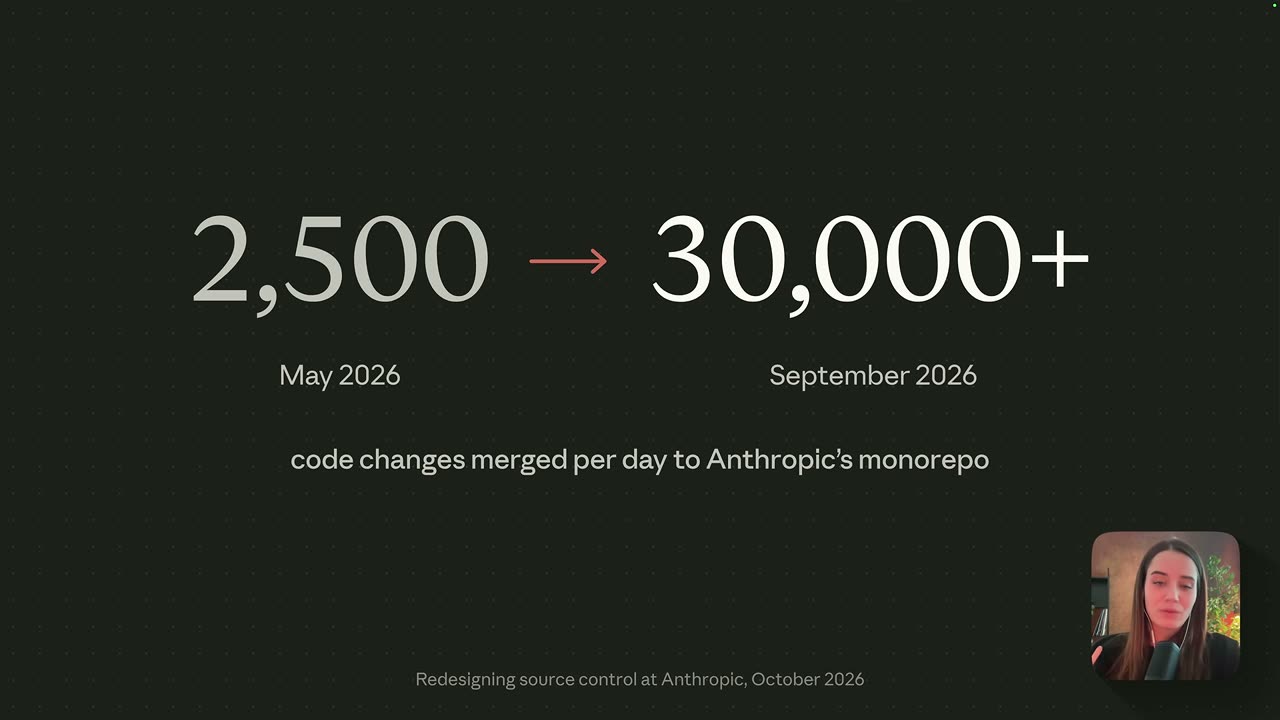 2,500 → 30,000+
May 2026 September 2026
code changes merged per day to Anthropic’s monorepo
Redesigning source control at Anthropic, October 2026